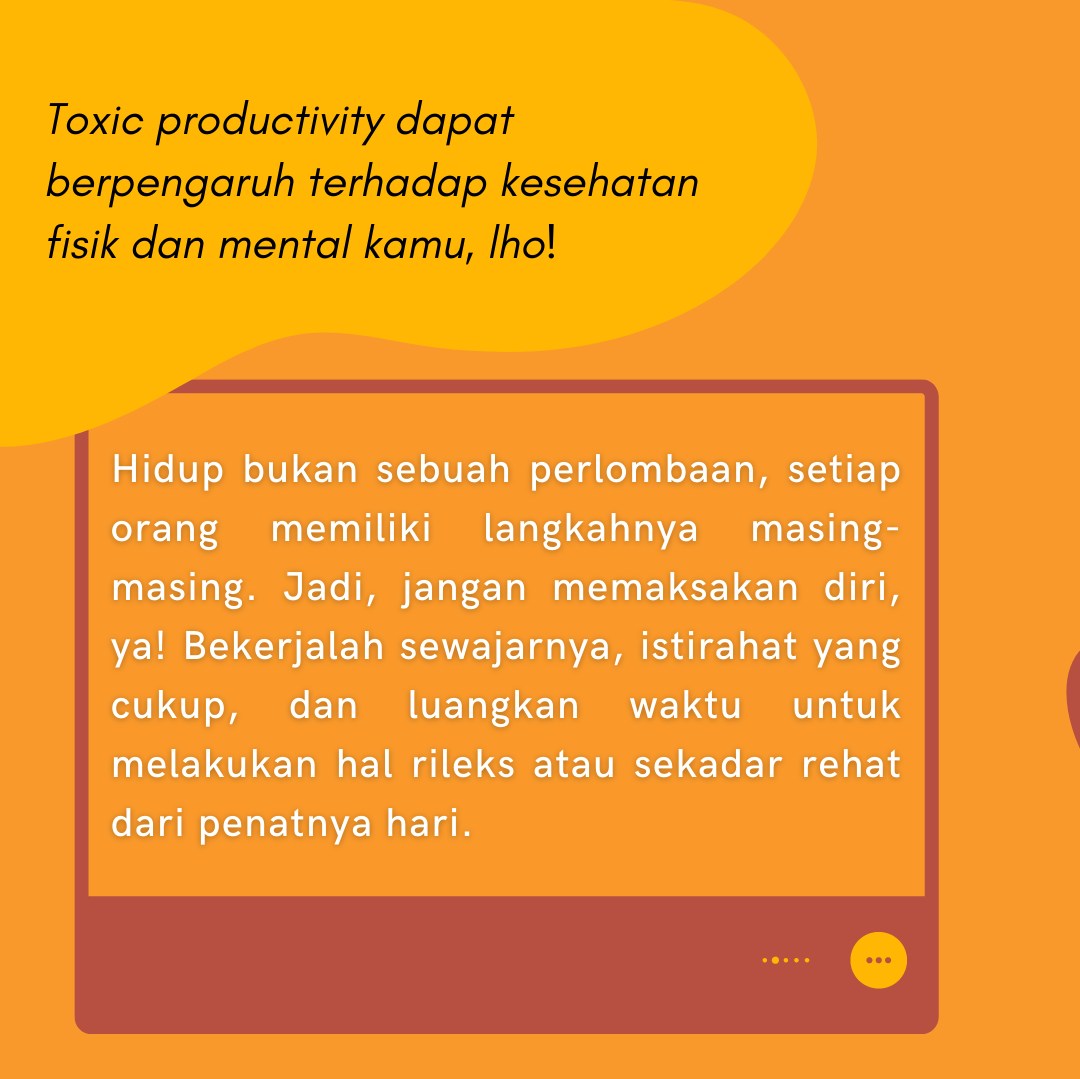 Toxic productivity dapat
berpengaruh terhadap kesehatan
fisik dan mental kamu, lho!
Hidup bukan sebuah perlombaan, setiap
orang memiliki langkahnya masing-
masing. Jadi, jangan memaksakan diri,
ya! Bekerjalah sewajarnya, istirahat yang
cukup, dan luangkan waktu untuk
melakukan hal rileks atau sekadar rehat
dari penatnya hari.